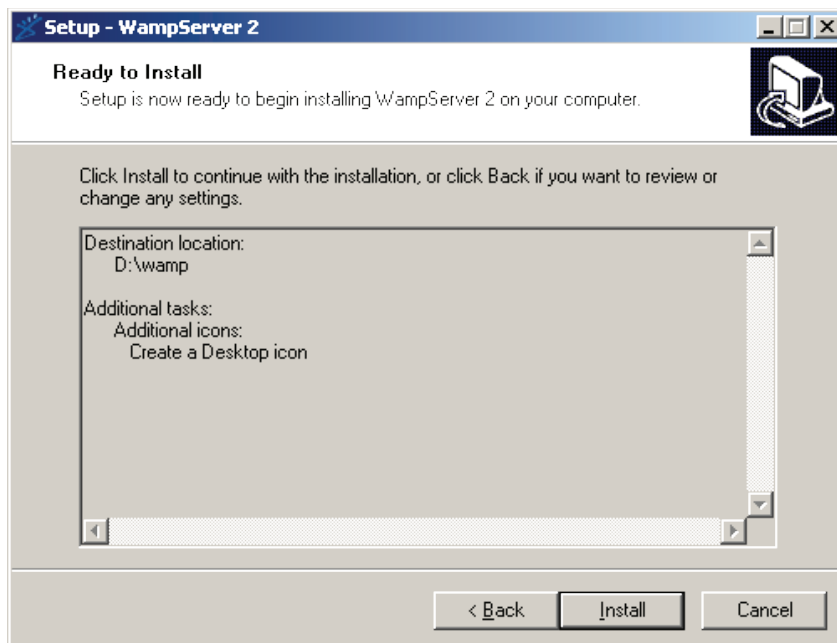 Setup - WampServer 2
Ready to Install
Setup is now ready to begin installing WampServer 2 on your computer.
Click Install to continue with the installation, or click Back if you want to review or
change any settings.
Destination location:
D:\wamp
Additional tasks:
Additional icons:
Create a Desktop icon
< Back
Install
Cancel